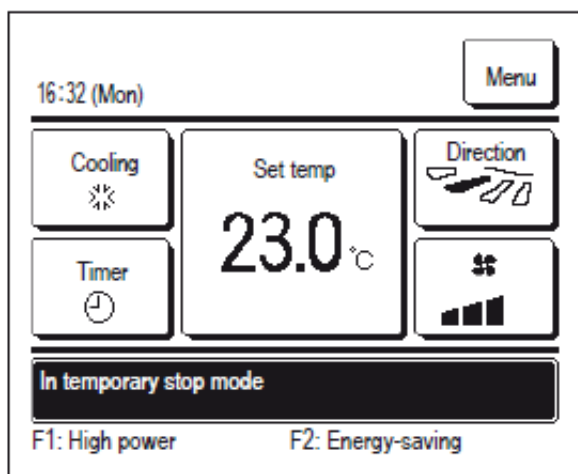 Menu
16:32 (Mon)
Cooling
Set temp
Direction
23.0 °C
Timer
In temporary stop mode
F1: High power F2: Energy-saving